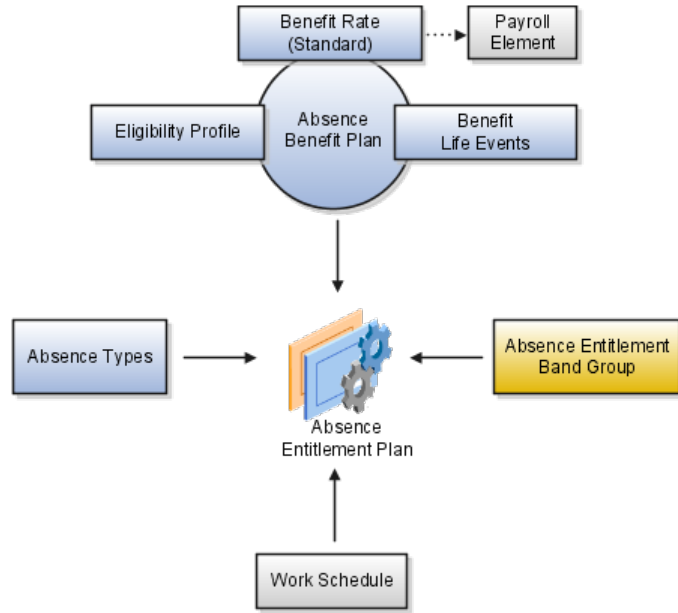 Benefit Rate
(Standard)
Payroll
Element
Eligibility Profile
Absence
Benefit Plan
Benefit
Life Events
Absence Types
Absence Entitlement
Band Group
Absence
Entitlement Plan
Work Schedule